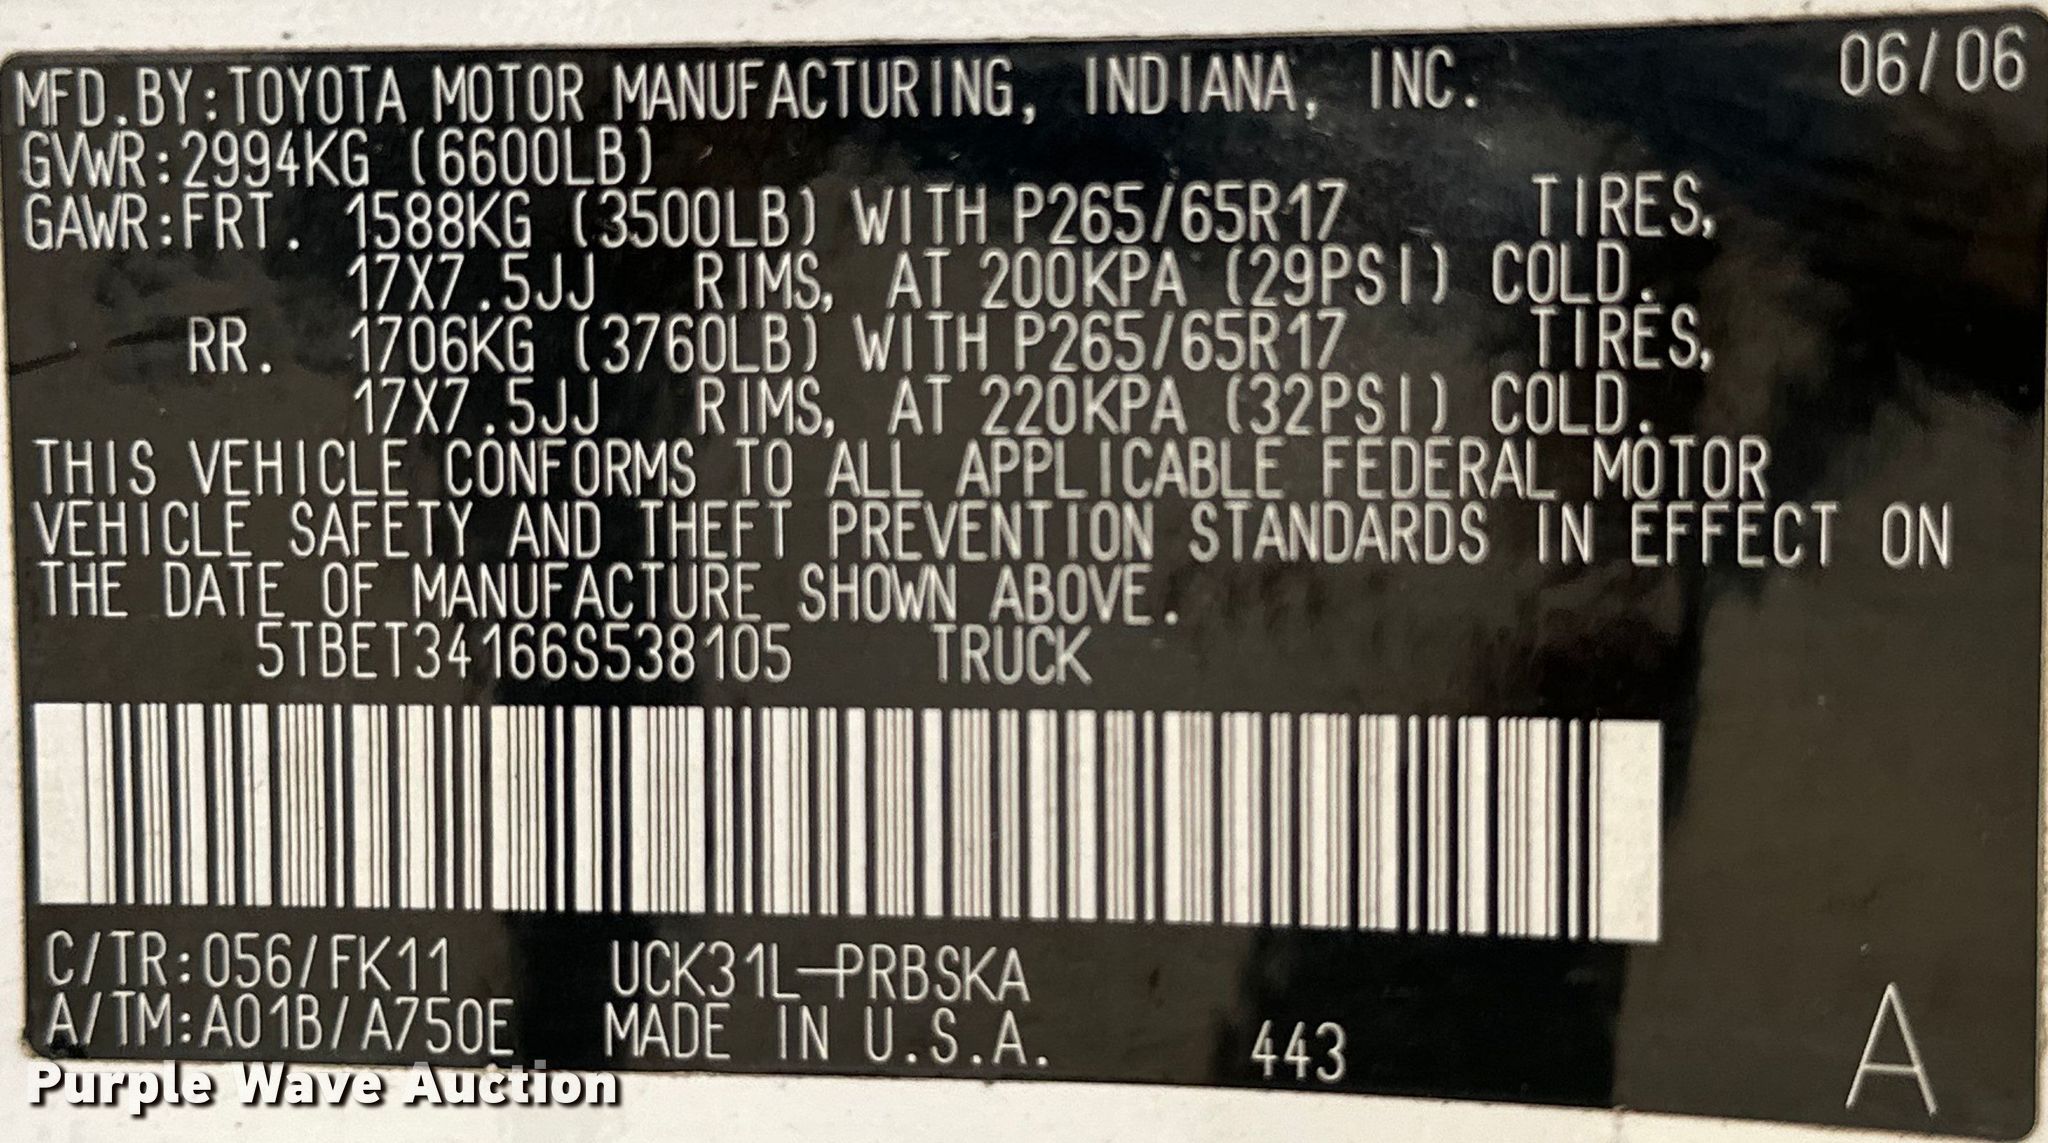 MFD.BY:TOYOTA MOTOR MANUFACTURING, INDIANA, INC. 06/06
GVWR:2994KG (6600LB)
GAWR:FRT. 1588KG (3500LB) WITH P265/65R17 TIRES,
17X7.5JJ RIMS, AT 200KPA (29PSI) COLD.
RR. 1706KG (3760LB) WITH P265/65R17 TIRES,
17X7.5JJ RIMS, AT 220KPA (32PSI) COLD.
THIS VEHICLE CONFORMS TO ALL APPLICABLE FEDERAL MOTOR
VEHICLE SAFETY AND THEFT PREVENTION STANDARDS IN EFFECT ON
THE DATE OF MANUFACTURE SHOWN ABOVE.
5TBET34166S538105 TRUCK
C/TR:056/FK11 UCK31L-PRBSKA
A/TM:A01B/A750E MADE IN U.S.A. 443 A
Purple Wave Auction